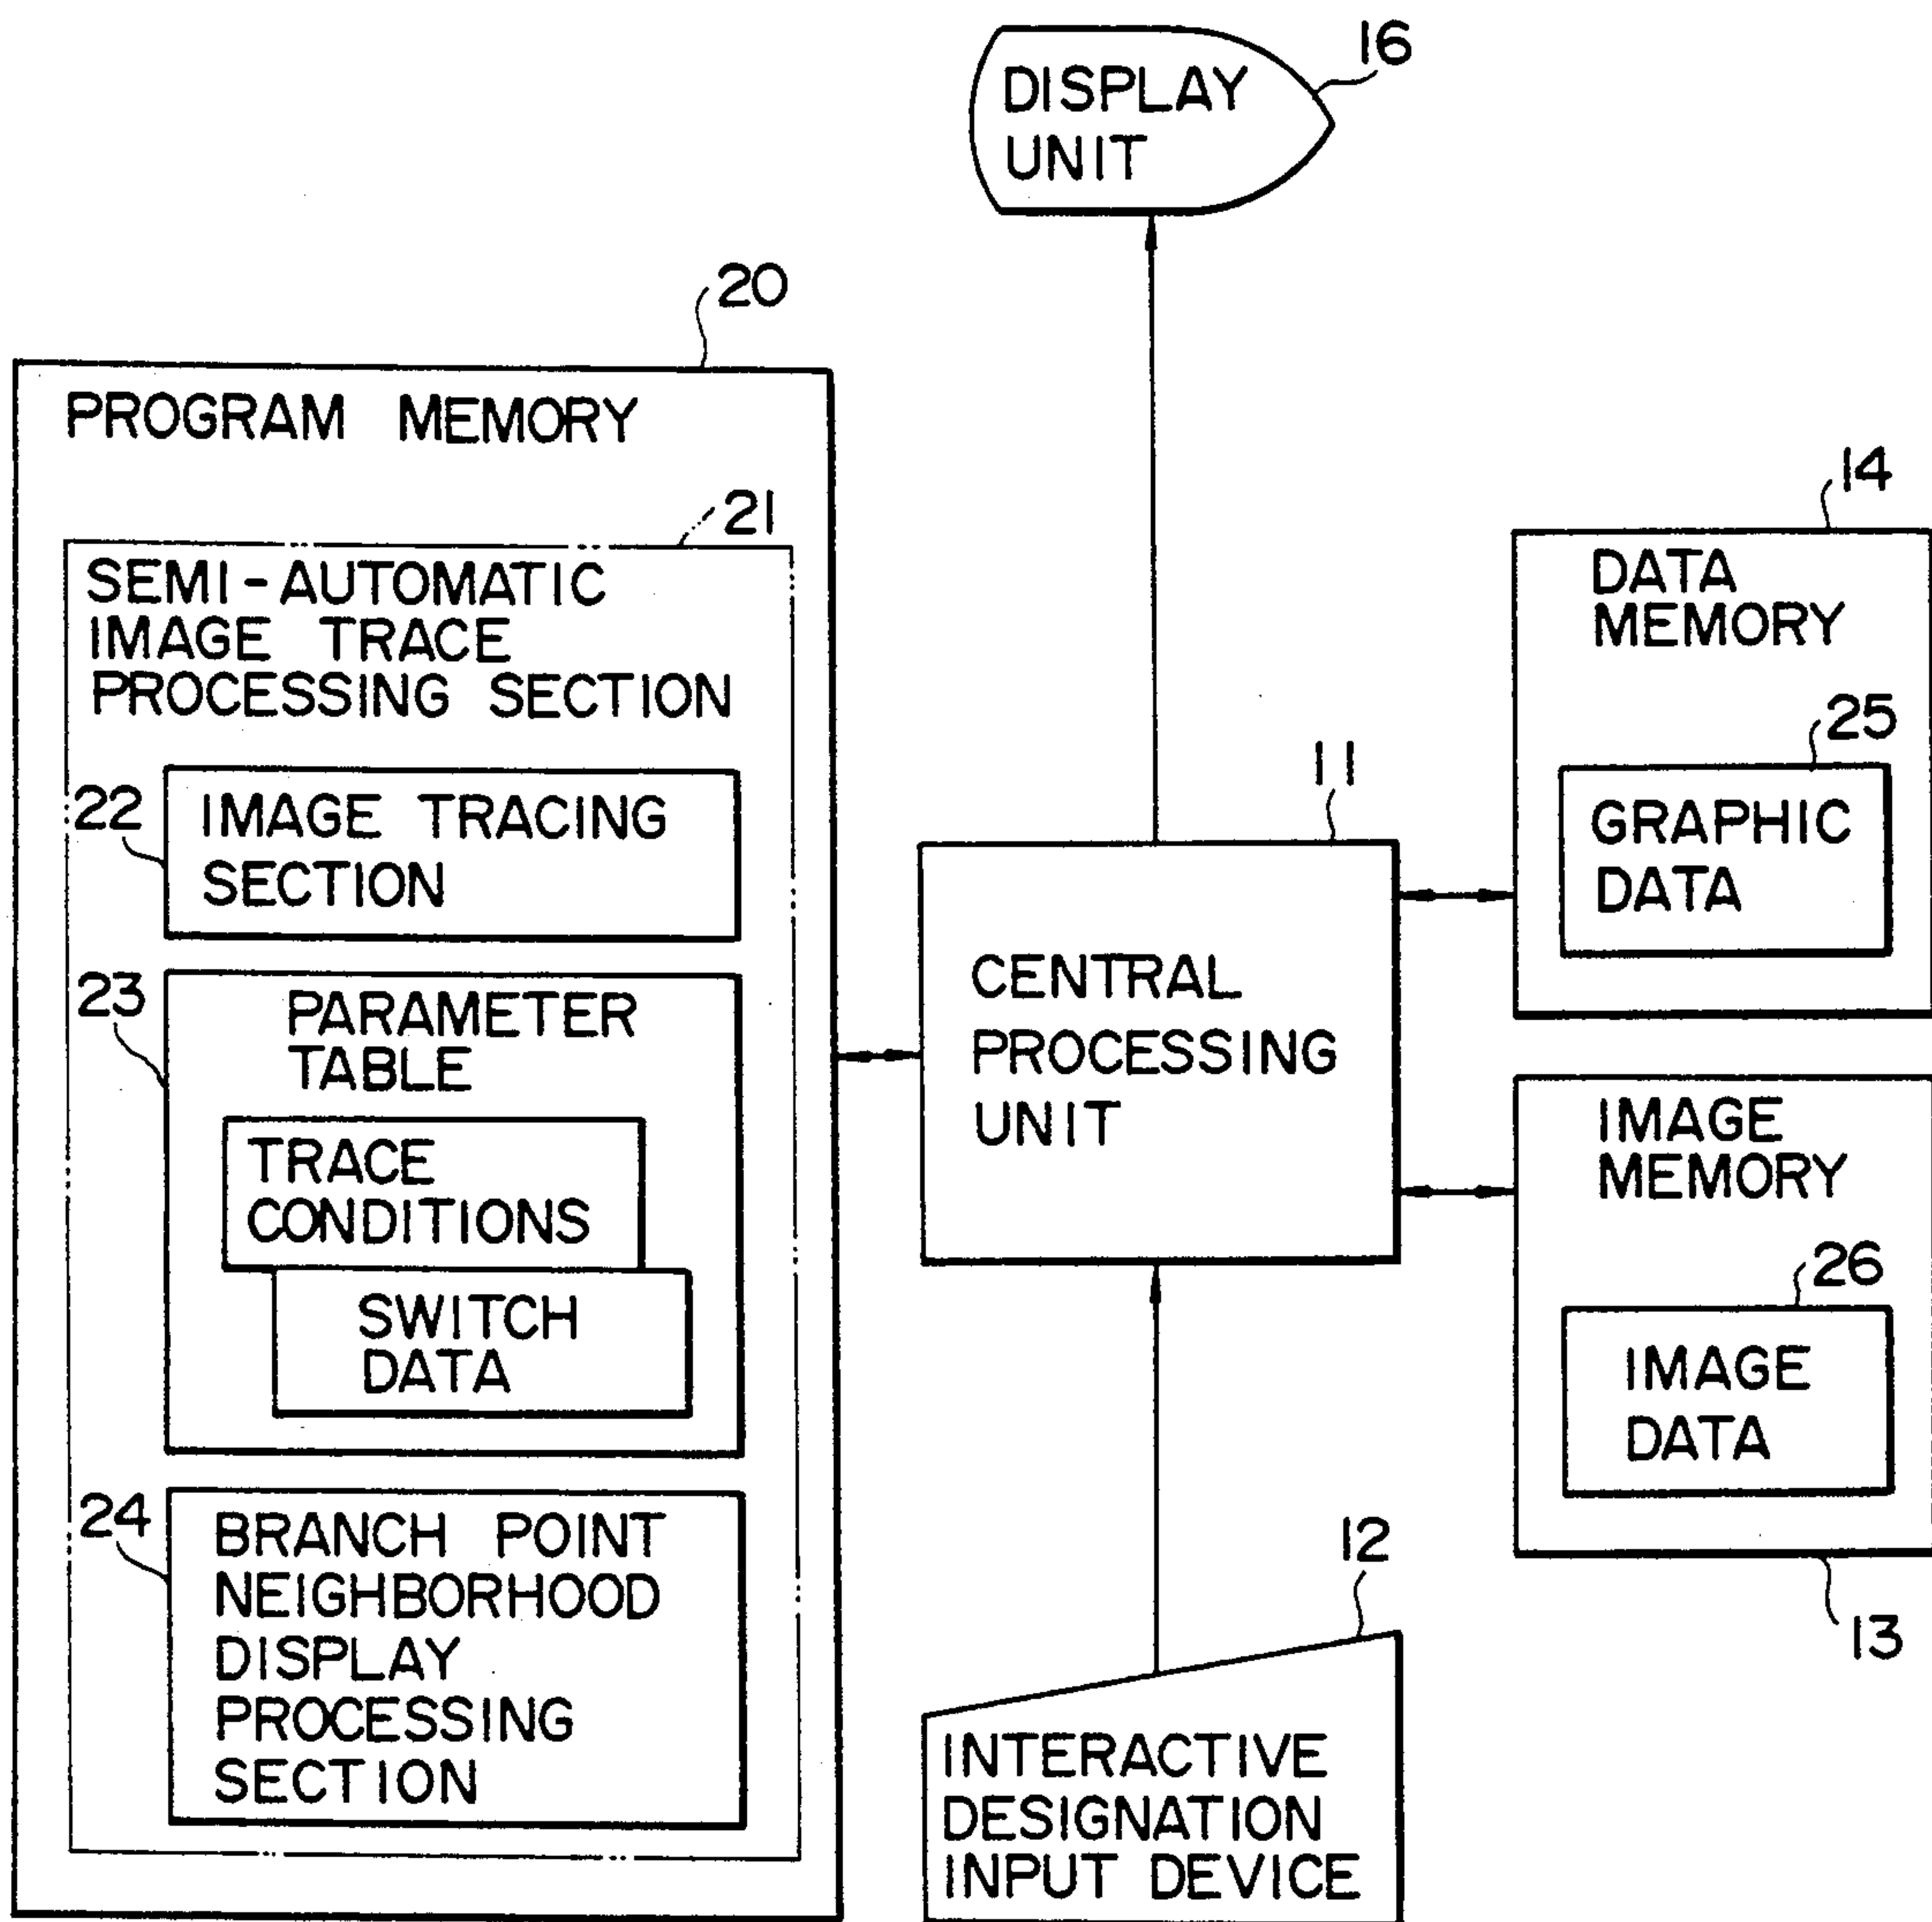 16
DISPLAY
UNIT
20
PROGRAM MEMORY
21
SEMI-AUTOMATIC
IMAGE TRACE
PROCESSING SECTION
22
IMAGE TRACING
SECTION
23
PARAMETER
TABLE
TRACE
CONDITIONS
SWITCH
DATA
24
BRANCH POINT
NEIGHBORHOOD
DISPLAY
PROCESSING
SECTION
11
CENTRAL
PROCESSING
UNIT
14
DATA
MEMORY
25
GRAPHIC
DATA
IMAGE
MEMORY
26
IMAGE
DATA
13
12
INTERACTIVE
DESIGNATION
INPUT DEVICE